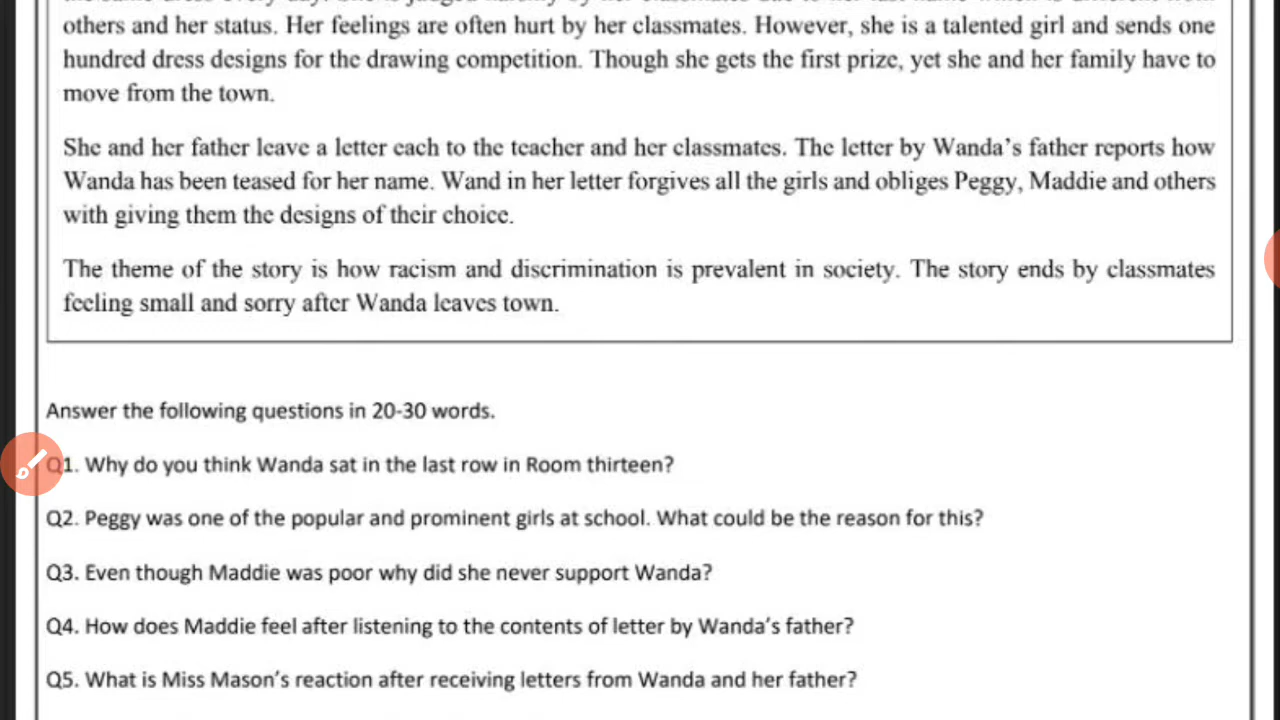 others and her status. Her feelings are often hurt by her classmates. However, she is a talented girl and sends one
hundred dress designs for the drawing competition. Though she gets the first prize, yet she and her family have to
move from the town.
She and her father leave a letter each to the teacher and her classmates. The letter by Wanda’s father reports how
Wanda has been teased for her name. Wand in her letter forgives all the girls and obliges Peggy, Maddie and others
with giving them the designs of their choice.
The theme of the story is how racism and discrimination is prevalent in society. The story ends by classmates
feeling small and sorry after Wanda leaves town.
Answer the following questions in 20-30 words.
Q1. Why do you think Wanda sat in the last row in Room thirteen?
Q2. Peggy was one of the popular and prominent girls at school. What could be the reason for this?
Q3. Even though Maddie was poor why did she never support Wanda?
Q4. How does Maddie feel after listening to the contents of letter by Wanda’s father?
Q5. What is Miss Mason’s reaction after receiving letters from Wanda and her father?